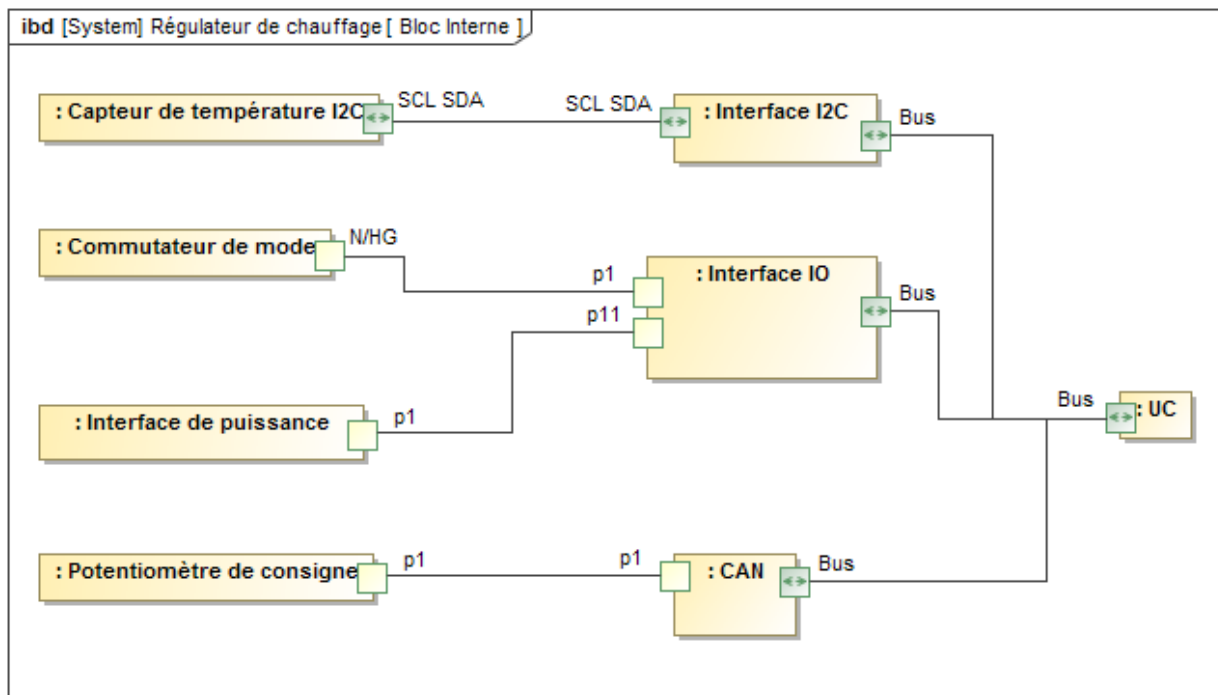 ibd [System] Régulateur de chauffage [ Bloc Interne ]
: Capteur de température I2C
SCL SDA
SCL SDA
: Interface I2C
Bus
: Commutateur de mode
N/HG
p1
: Interface IO
Bus
p11
: Interface de puissance
p1
Bus
: UC
: Potentiomètre de consigne
p1
p1
: CAN
Bus